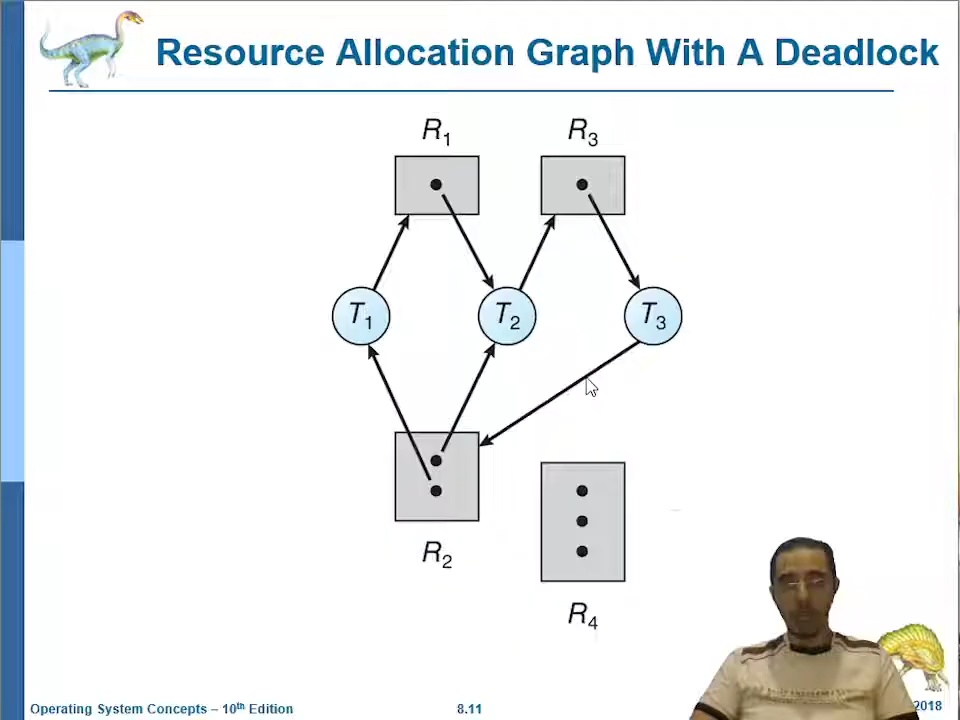 Resource Allocation Graph With A Deadlock
R1 R3
T1 T2 T3
R2
R4
Operating System Concepts – 10th Edition 8.11 2018